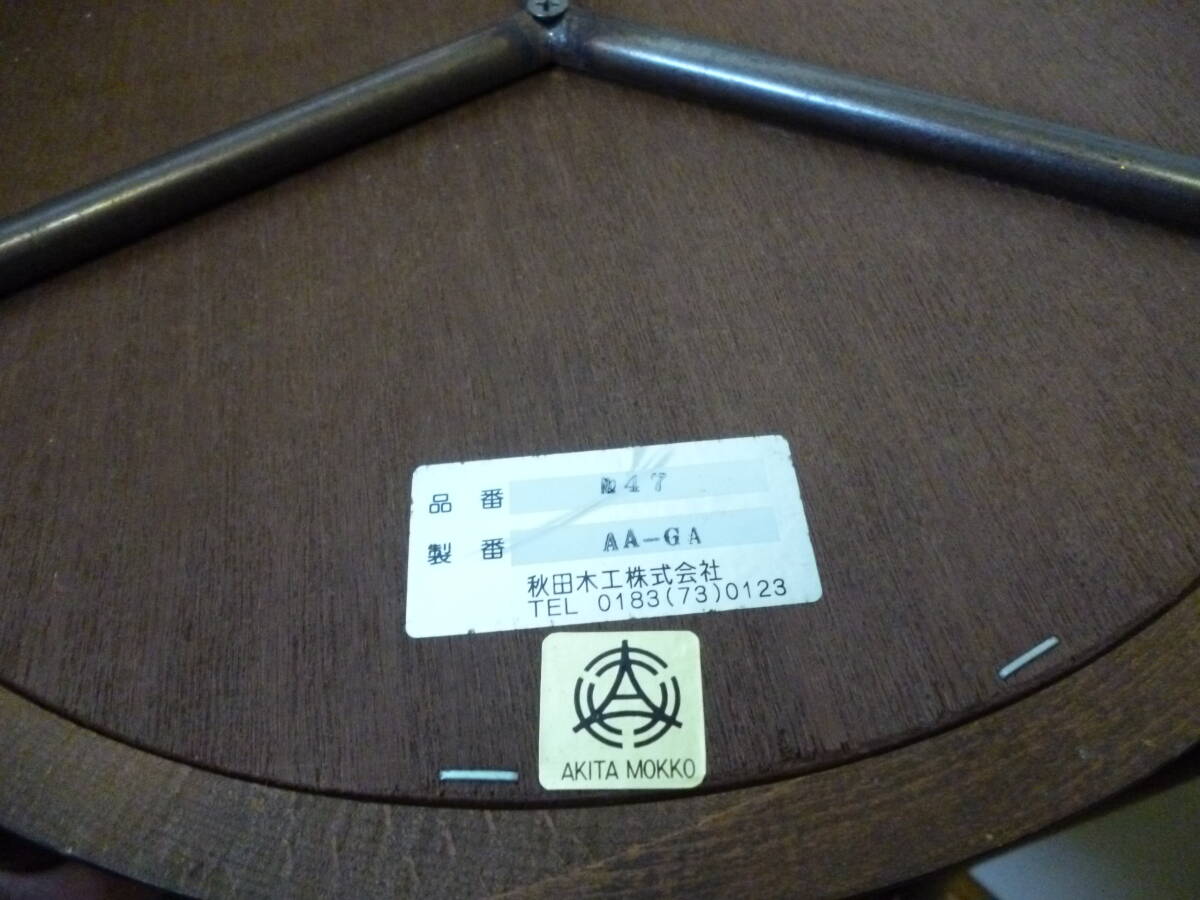 品番 №47
製番 AA-GA
秋田木工株式会社
TEL 0183(73)0123
AKITA MOKKO